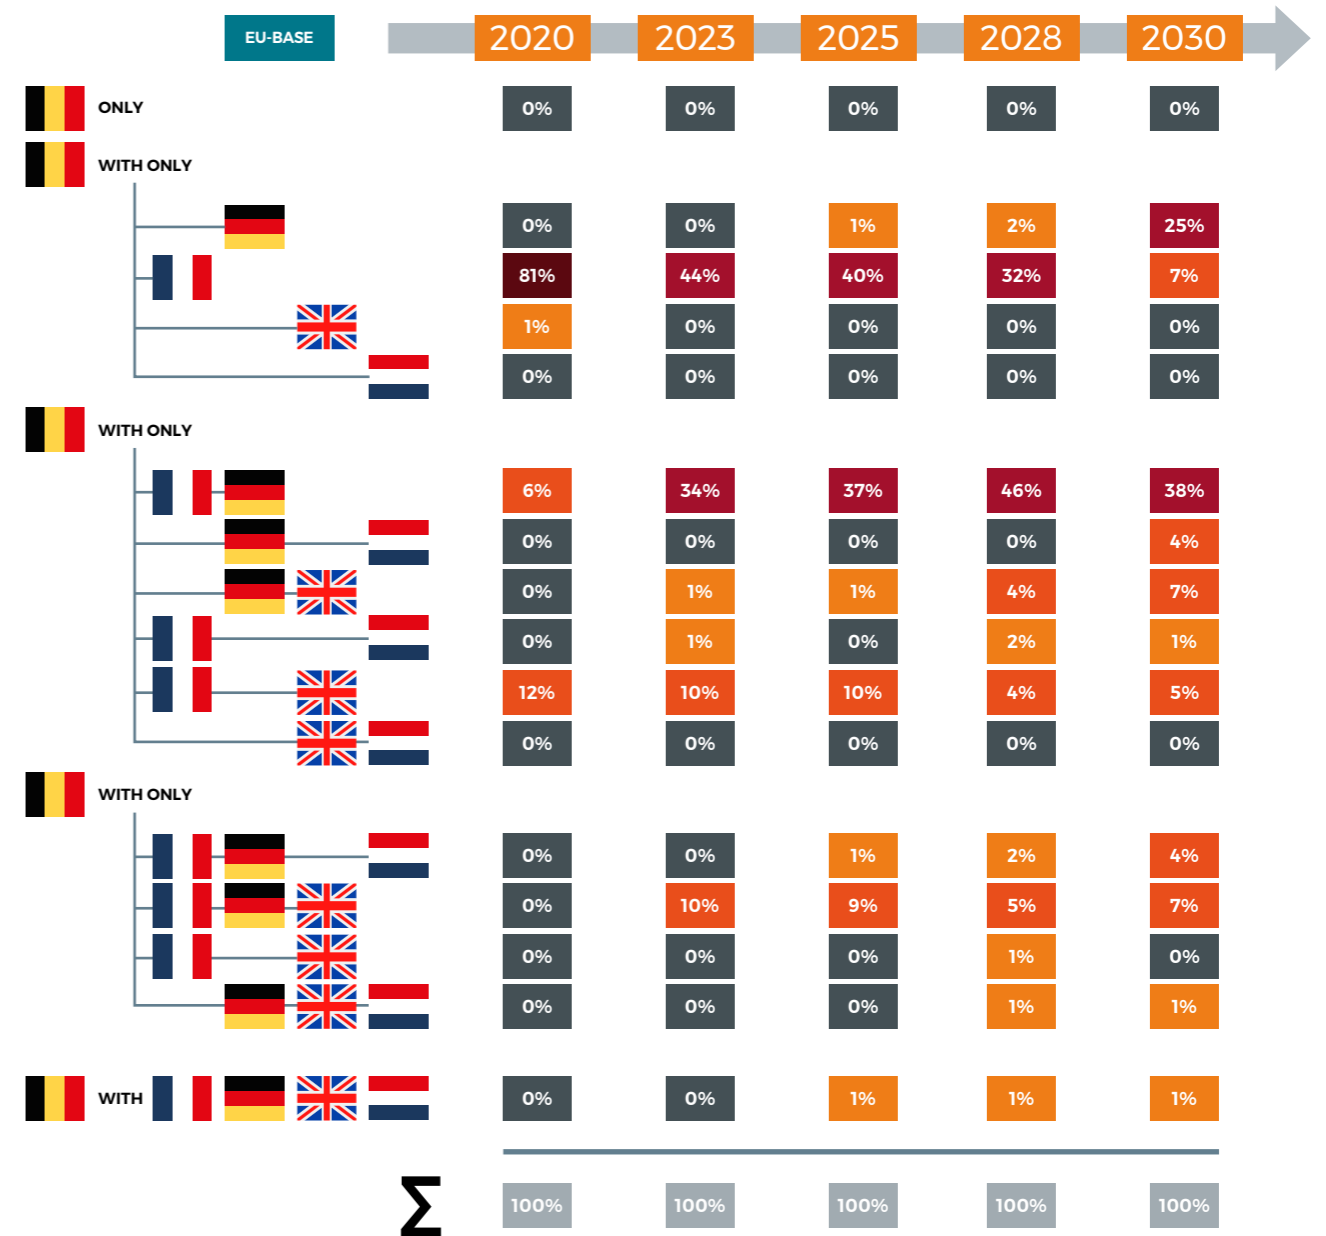 EU-BASE 2020 2023 2025 2028 2030
ONLY 0% 0% 0% 0% 0%
WITH ONLY
0% 0% 1% 2% 25%
81% 44% 40% 32% 7%
1% 0% 0% 0% 0%
0% 0% 0% 0% 0%
WITH ONLY
6% 34% 37% 46% 38%
0% 0% 0% 0% 4%
0% 1% 1% 4% 7%
0% 1% 0% 2% 1%
12% 10% 10% 4% 5%
0% 0% 0% 0% 0%
WITH ONLY
0% 0% 1% 2% 4%
0% 10% 9% 5% 7%
0% 0% 0% 1% 0%
0% 0% 0% 1% 1%
WITH 0% 0% 1% 1% 1%
Σ 100% 100% 100% 100% 100%